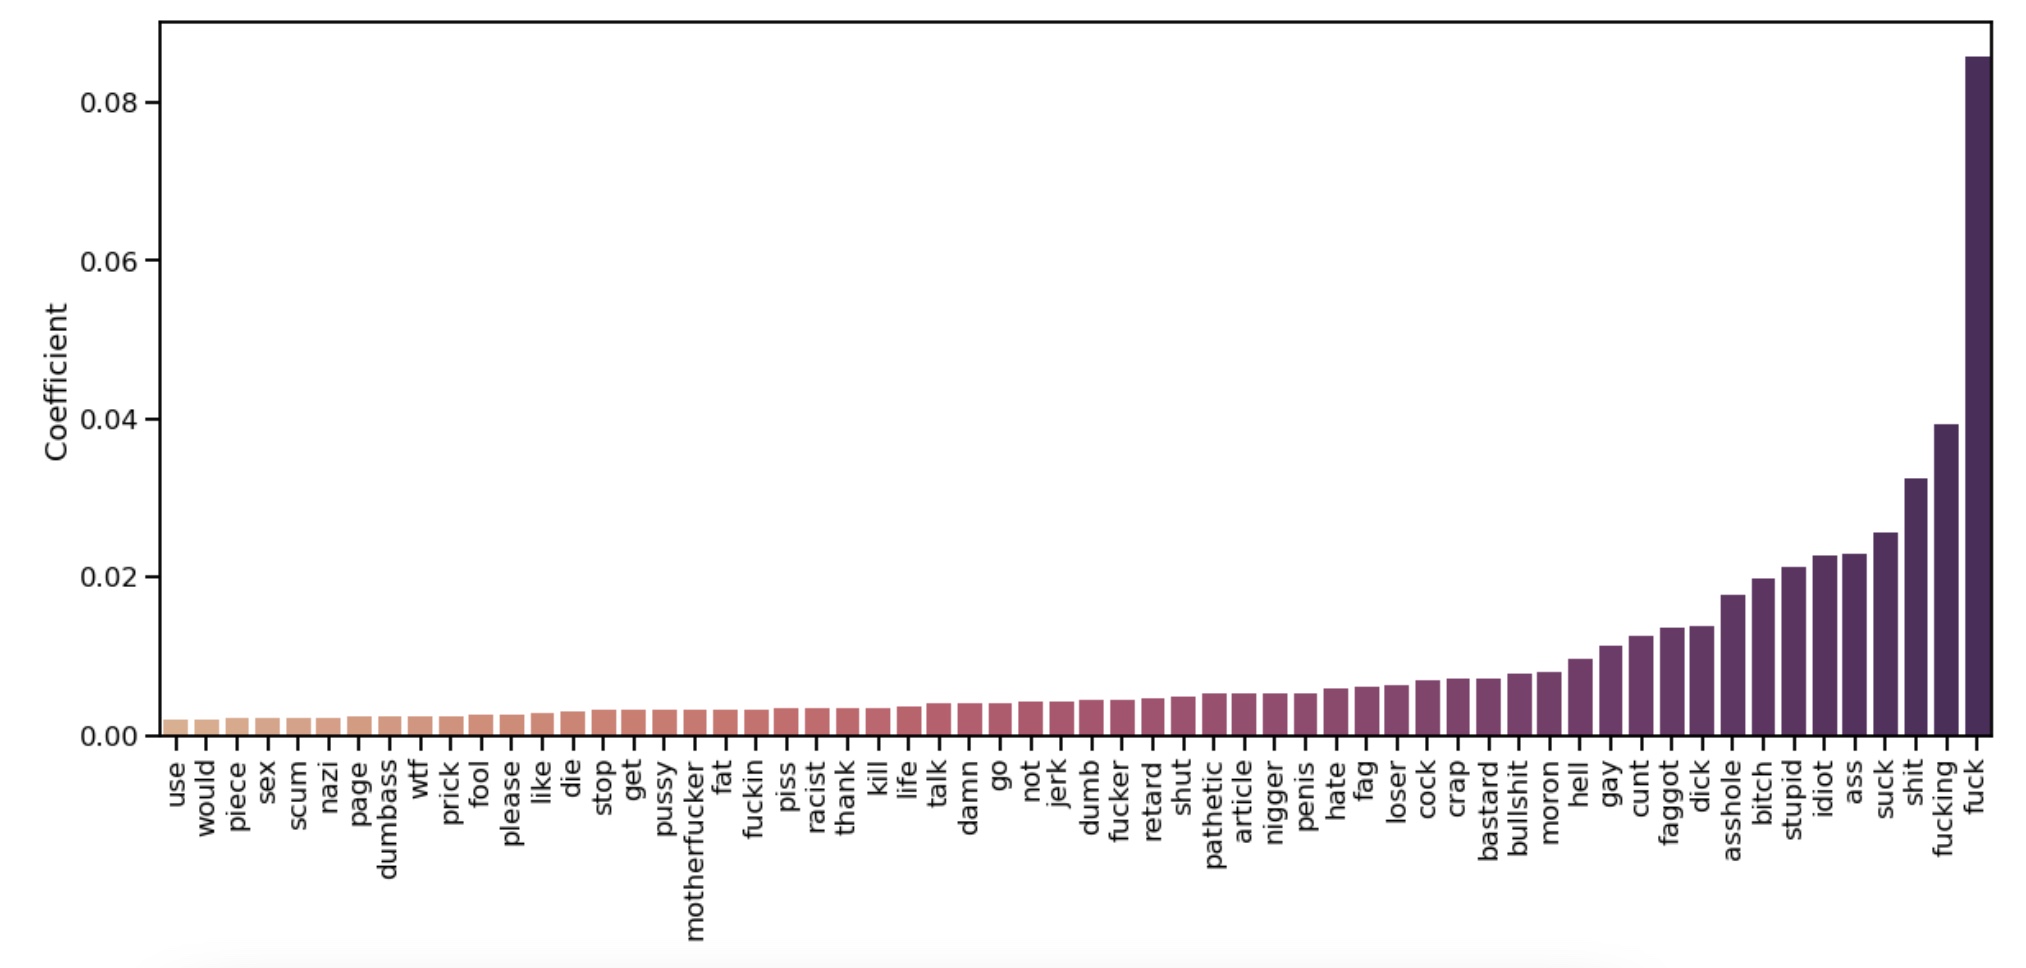 0.08
0.06
0.04
0.02
0.00
Coefficient
use
would
piece
sex
scum
nazi
page
dumbass
wtf
prick
fool
please
like
die
stop
get
pussy
motherfucker
fat
fuckin
piss
racist
thank
kill
life
talk
damn
go
not
jerk
dumb
fucker
retard
shut
pathetic
article
nigger
penis
hate
fag
loser
cock
crap
bastard
bullshit
moron
hell
gay
cunt
faggot
dick
asshole
bitch
stupid
idiot
ass
suck
shit
fucking
fuck